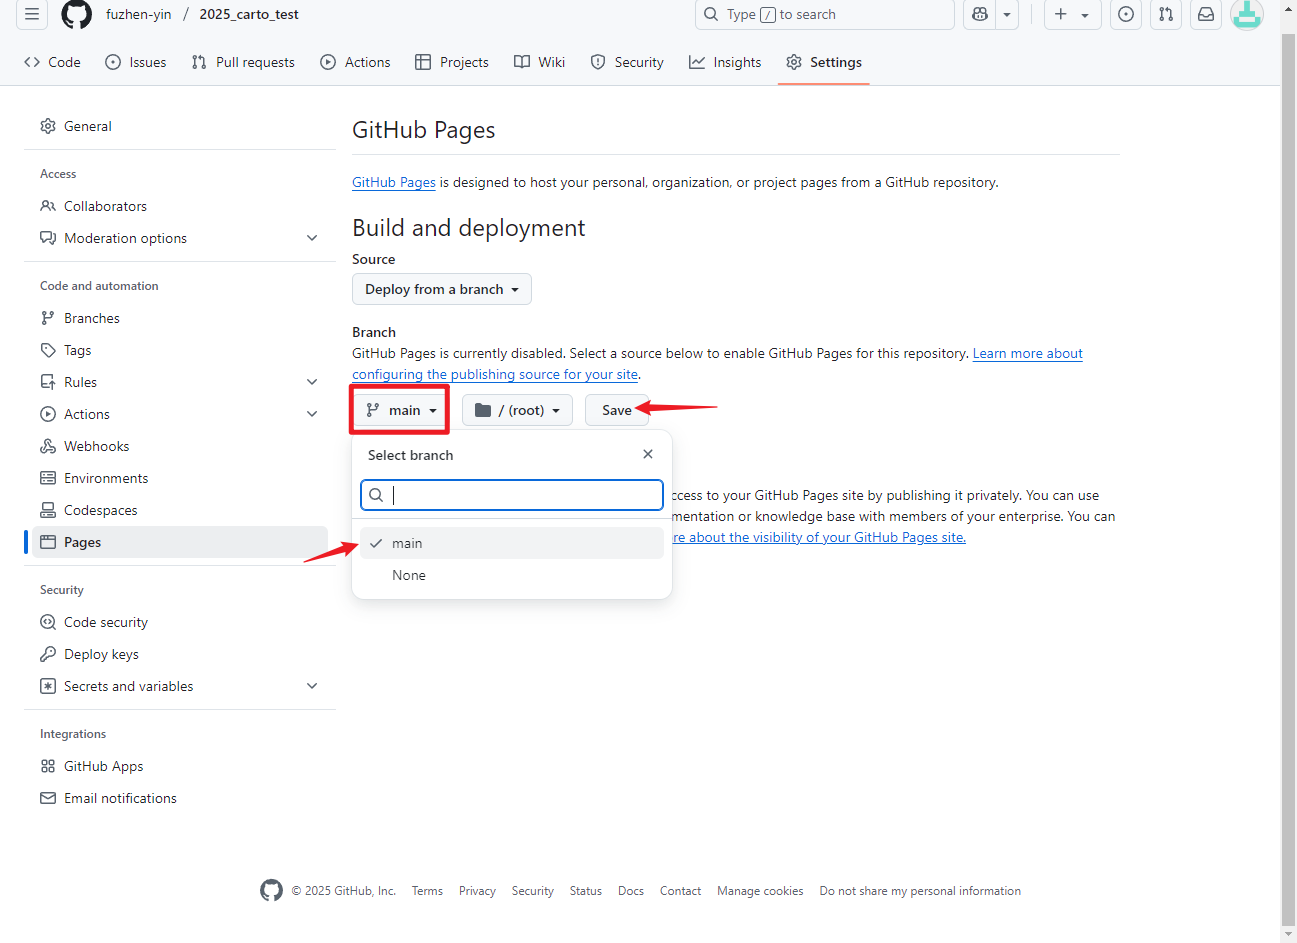 fuzhen-yin / 2025_carto_test
Type / to search
Code Issues Pull requests Actions Projects Wiki Security Insights Settings
General
Access
Collaborators
Moderation options
Code and automation
Branches
Tags
Rules
Actions
Webhooks
Environments
Codespaces
Pages
Security
Code security
Deploy keys
Secrets and variables
Integrations
GitHub Apps
Email notifications
GitHub Pages
GitHub Pages is designed to host your personal, organization, or project pages from a GitHub repository.
Build and deployment
Source
Deploy from a branch
Branch
GitHub Pages is currently disabled. Select a source below to enable GitHub Pages for this repository. Learn more about
configuring the publishing source for your site.
main / (root) Save
Select branch
main
None
ccess to your GitHub Pages site by publishing it privately. You can use
mentation or knowledge base with members of your enterprise. You can
re about the visibility of your GitHub Pages site.
© 2025 GitHub, Inc. Terms Privacy Security Status Docs Contact Manage cookies Do not share my personal information